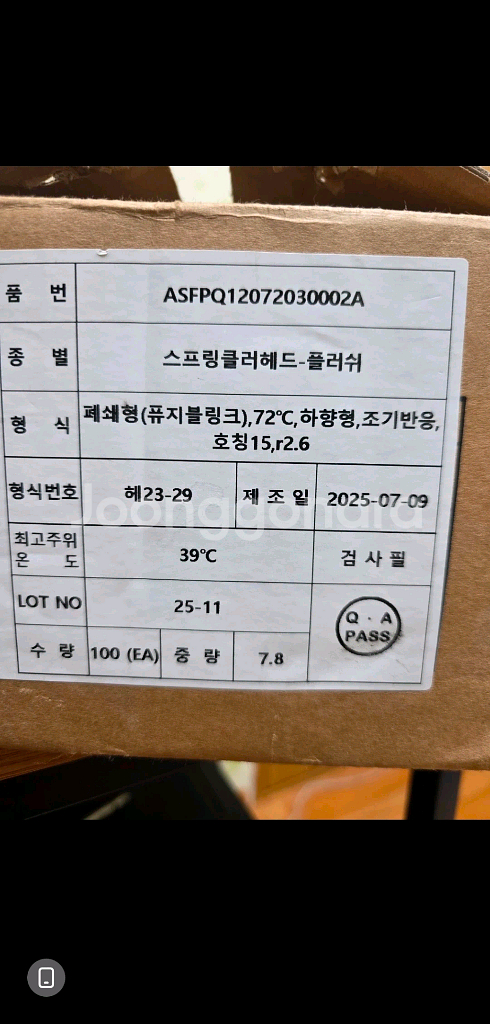 품 번 ASFPQ12072030002A
종 별 스프링클러헤드-플러쉬
형 식 폐쇄형(퓨지블링크),72℃,하향형,조기반응,
호칭15,r2.6
형식번호 헤23-29 제 조 일 2025-07-09
Joonggonara
최고주위
온 도 39℃ 검 사 필
LOT NO 25-11
Q · A
PASS
수 량 100 (EA) 중 량 7.8